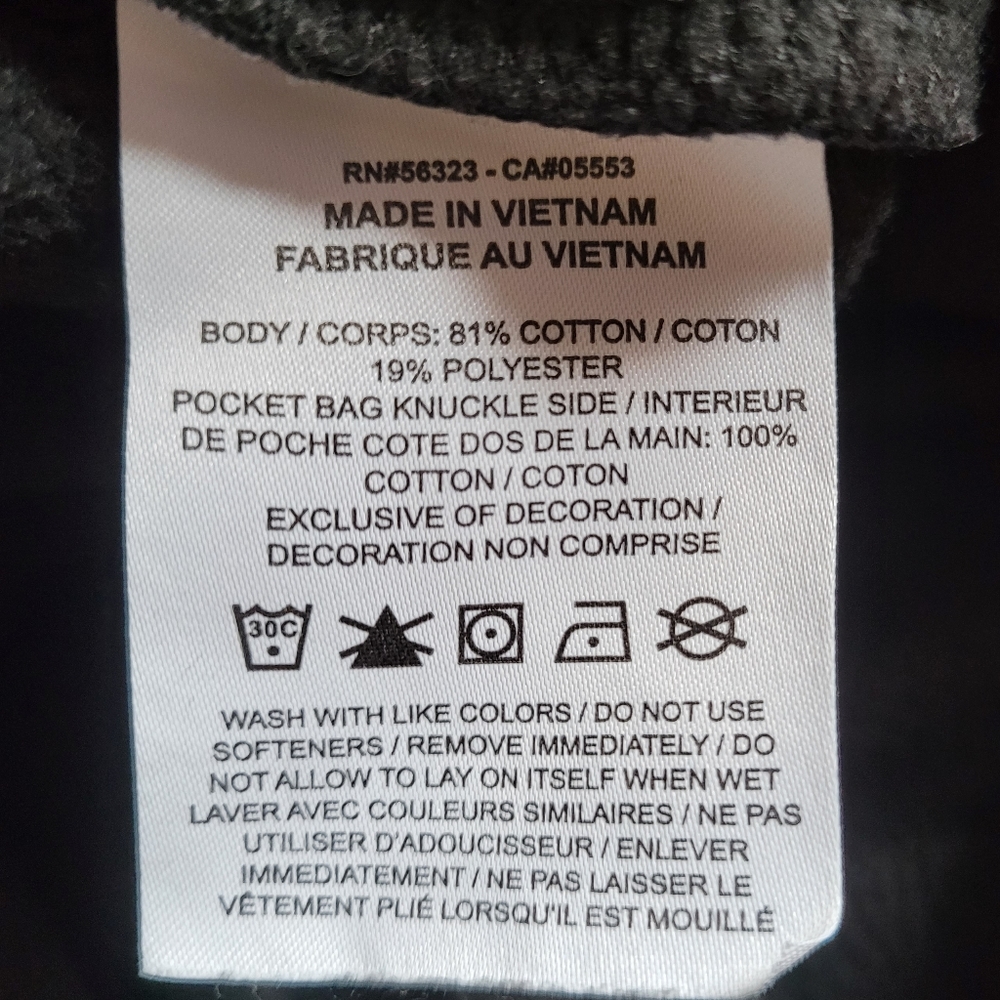 RN#56323 - CA#05553
MADE IN VIETNAM
FABRIQUE AU VIETNAM
BODY / CORPS: 81% COTTON / COTON
19% POLYESTER
POCKET BAG KNUCKLE SIDE / INTERIEUR
DE POCHE COTE DOS DE LA MAIN: 100%
COTTON / COTON
EXCLUSIVE OF DECORATION /
DECORATION NON COMPRISE
30C
WASH WITH LIKE COLORS / DO NOT USE
SOFTENERS / REMOVE IMMEDIATELY / DO
NOT ALLOW TO LAY ON ITSELF WHEN WET
LAVER AVEC COULEURS SIMILAIRES / NE PAS
UTILISER D'ADOUCISSEUR / ENLEVER
IMMEDIATEMENT / NE PAS LAISSER LE
VÊTEMENT PLIÉ LORSQU'IL EST MOUILLÉ